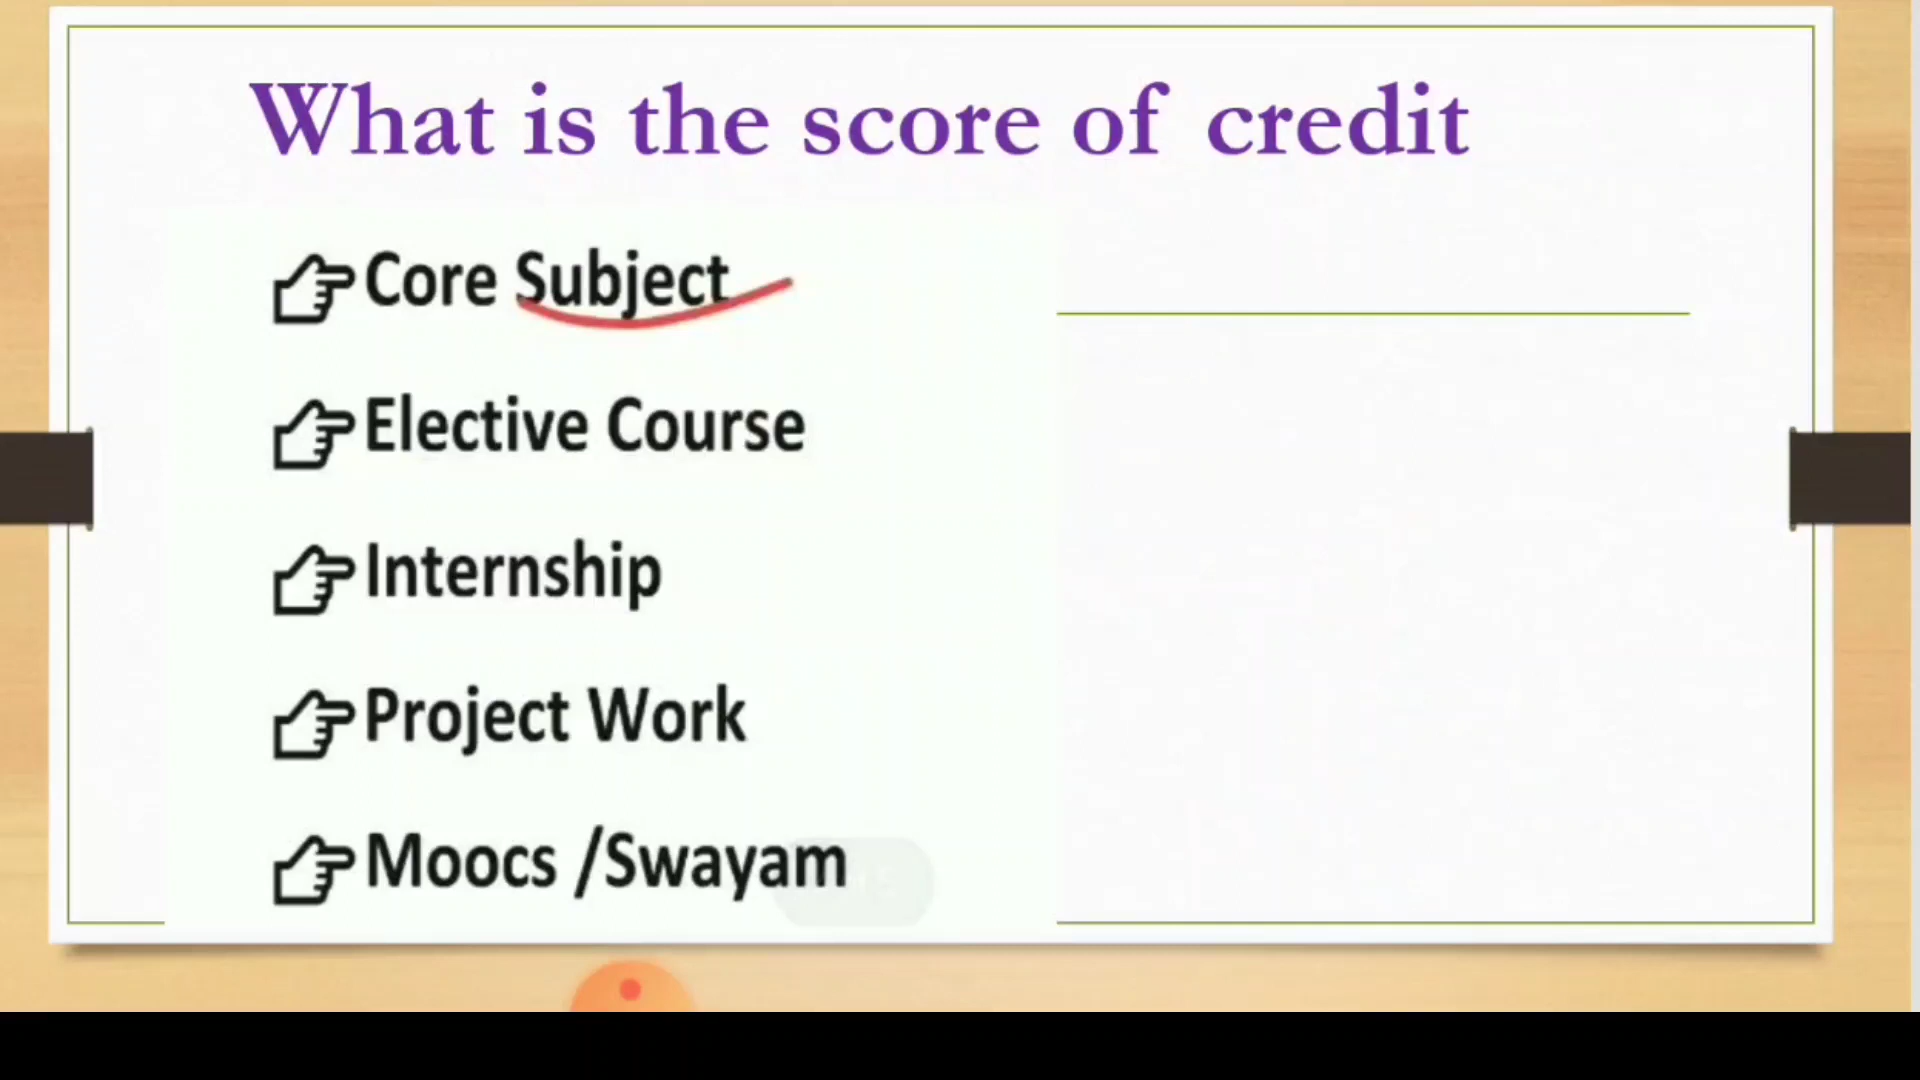 What is the score of credit
Core Subject
Elective Course
Internship
Project Work
Moocs /Swayam